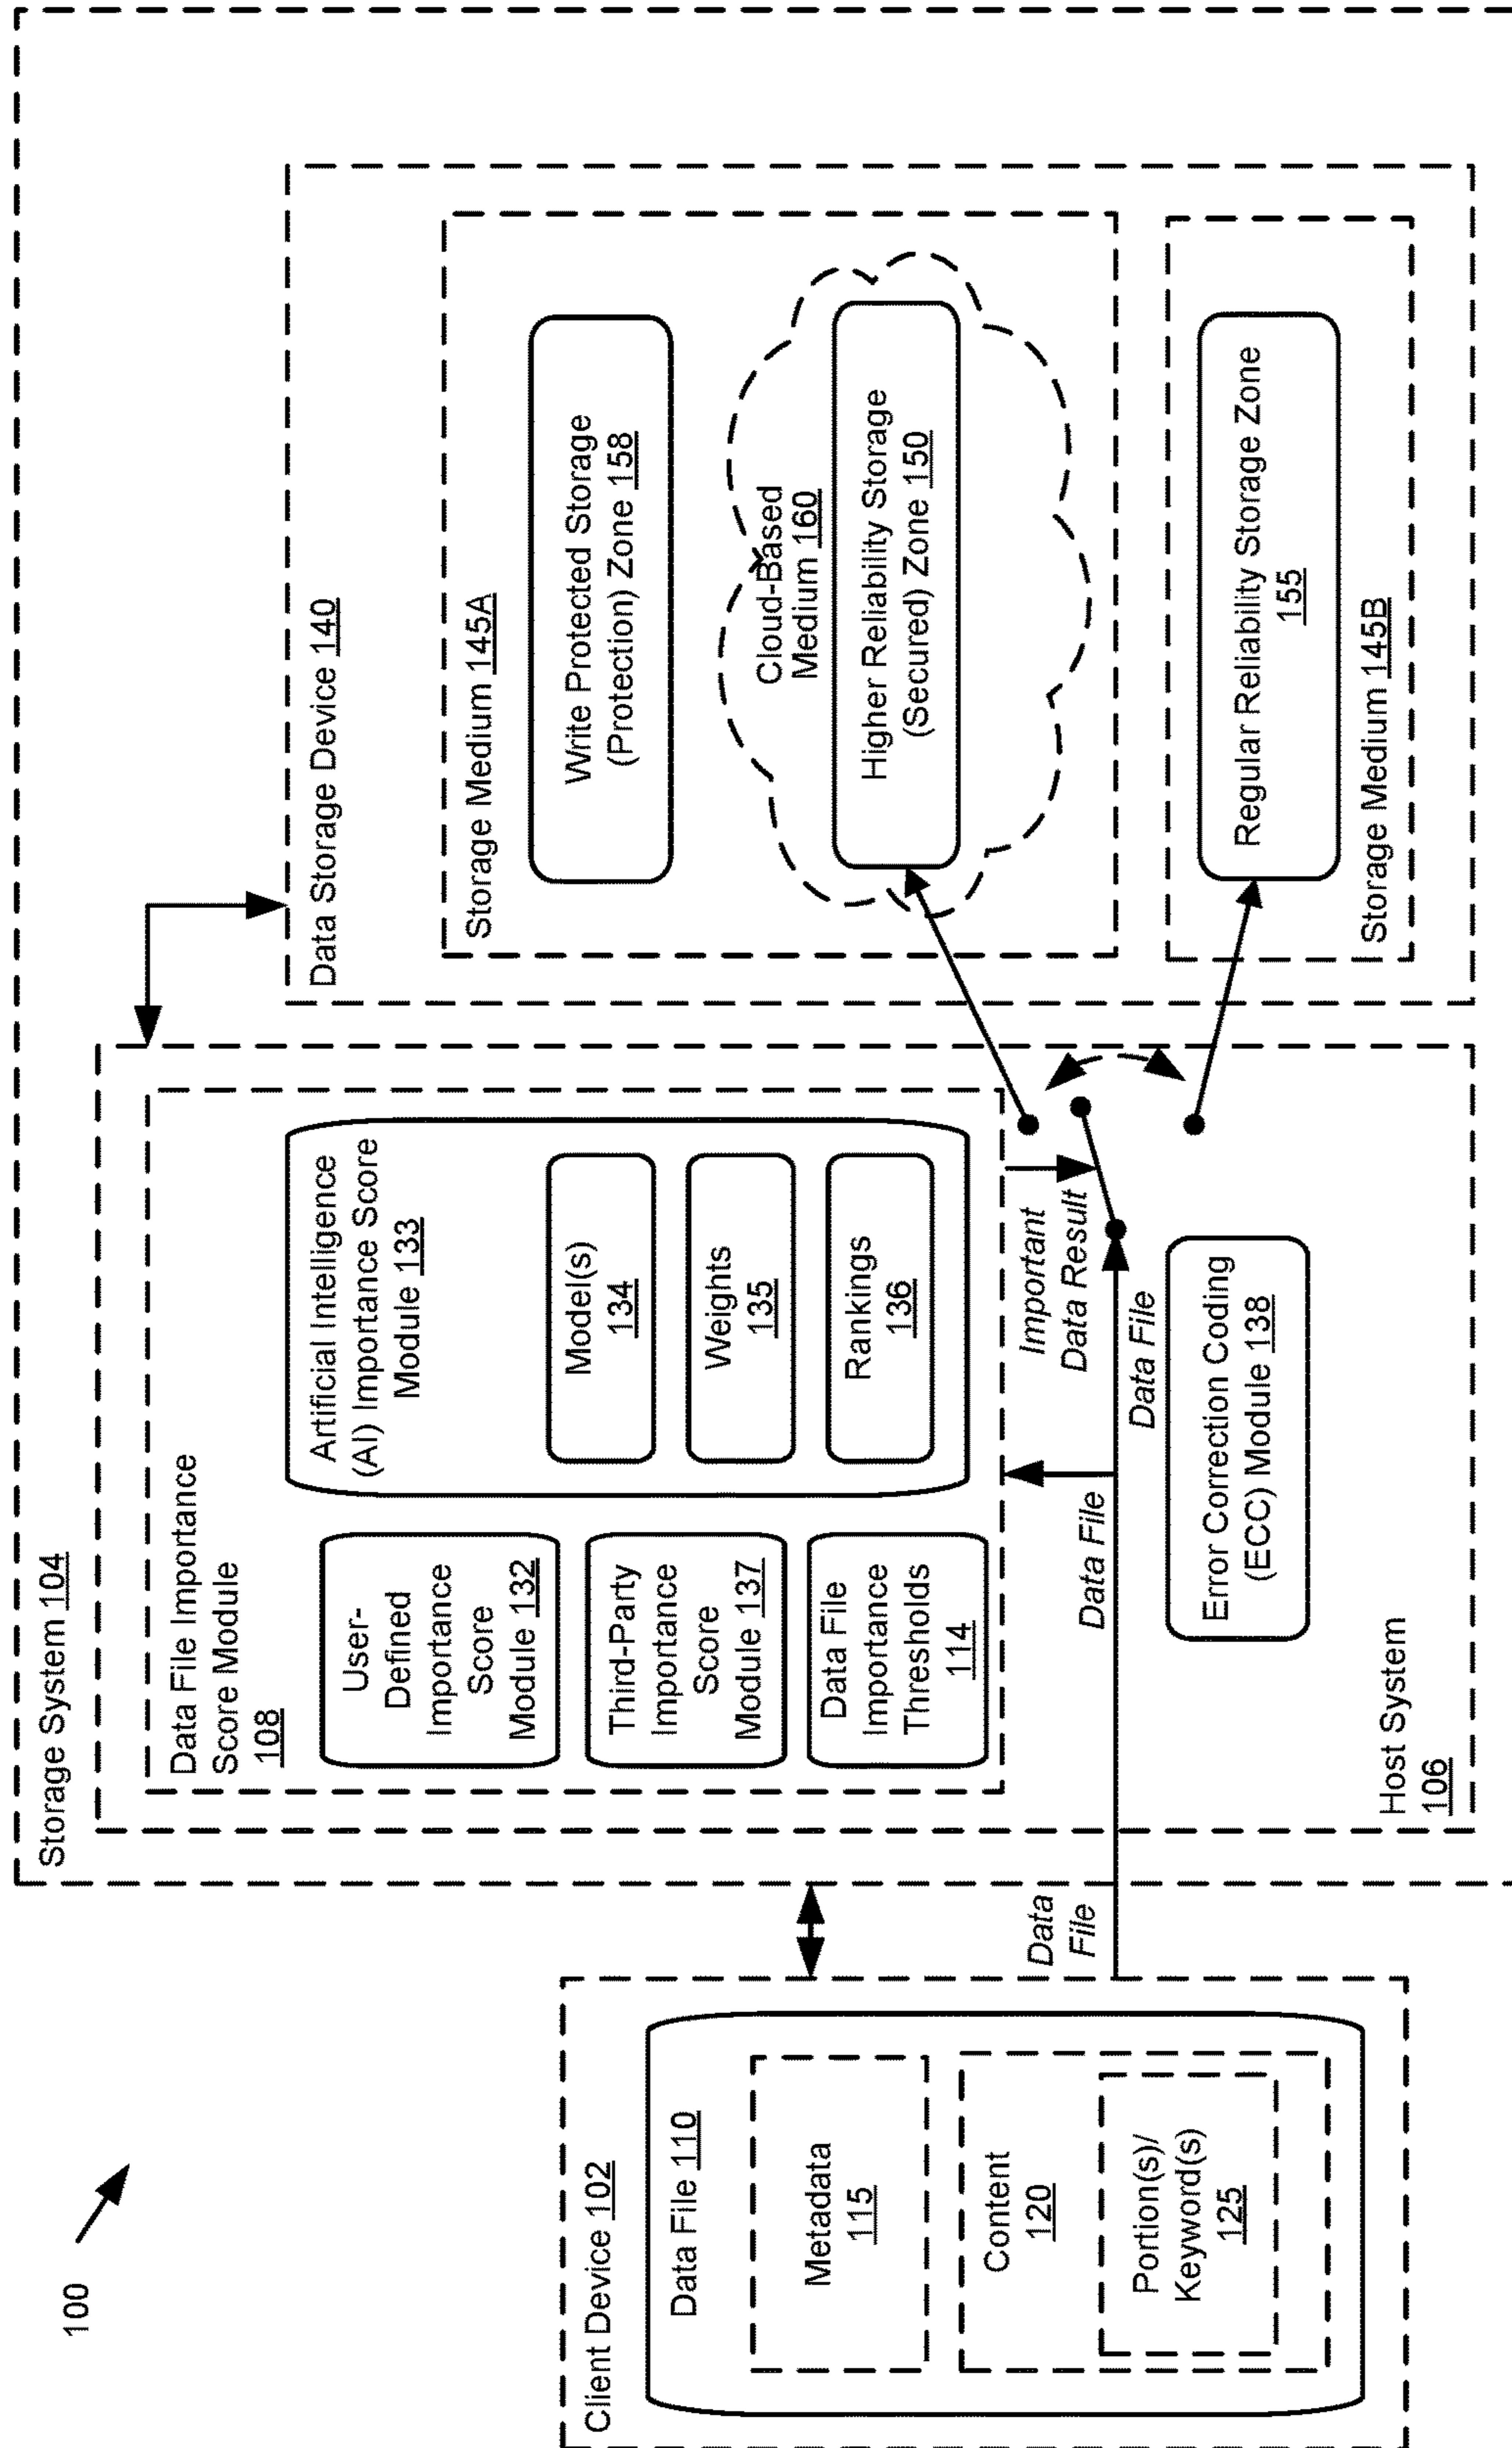 100
Client Device 102
Data File 110
Metadata
115
Content
120
Portion(s)/
Keyword(s)
125
Data
File
Storage System 104
Data File Importance
Score Module
108
User-
Defined
Importance
Score
Module 132
Third-Party
Importance
Score
Module 137
Data File
Importance
Thresholds
114
Artificial Intelligence
(AI) Importance Score
Module 133
Model(s)
134
Weights
135
Rankings
136
Data File
Important
Data Result
Data File
Error Correction Coding
(ECC) Module 138
Host System
106
Data Storage Device 140
Storage Medium 145A
Write Protected Storage
(Protection) Zone 158
Cloud-Based
Medium 160
Higher Reliability Storage
(Secured) Zone 150
Regular Reliability Storage Zone
155
Storage Medium 145B